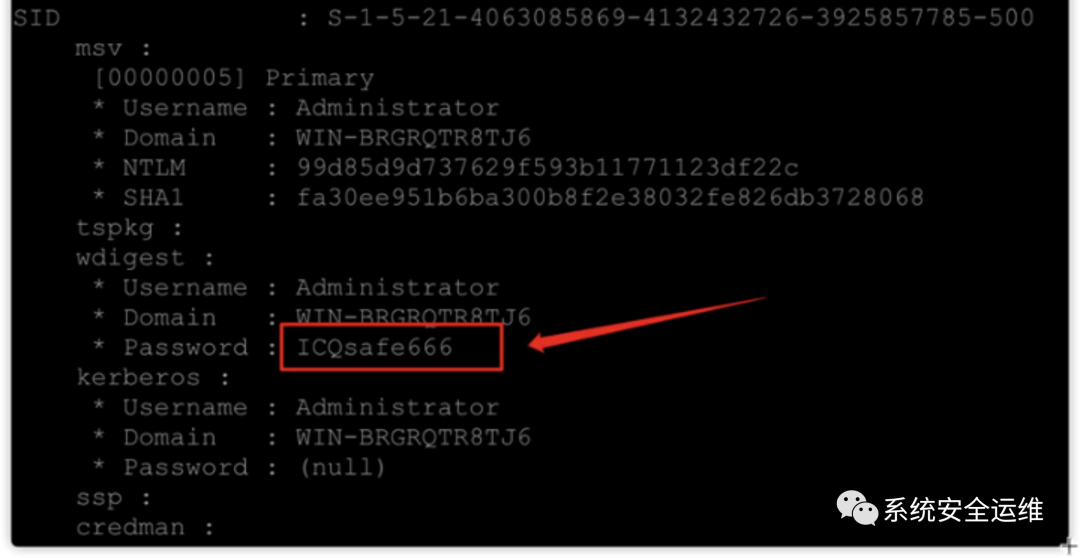 SID : S-1-5-21-4063085869-4132432726-3925857785-500
msv :
[00000005] Primary
* Username : Administrator
* Domain : WIN-BRGRQTR8TJ6
* NTLM : 99d85d9d737629f593b11771123df22c
* SHA1 : fa30ee951b6ba300b8f2e38032fe826db3728068
tspkg :
wdigest :
* Username : Administrator
* Domain : WIN-BRGRQTR8TJ6
* Password : ICQsafe666
kerberos :
* Username : Administrator
* Domain : WIN-BRGRQTR8TJ6
* Password : (null)
ssp :
credman :
系统安全运维